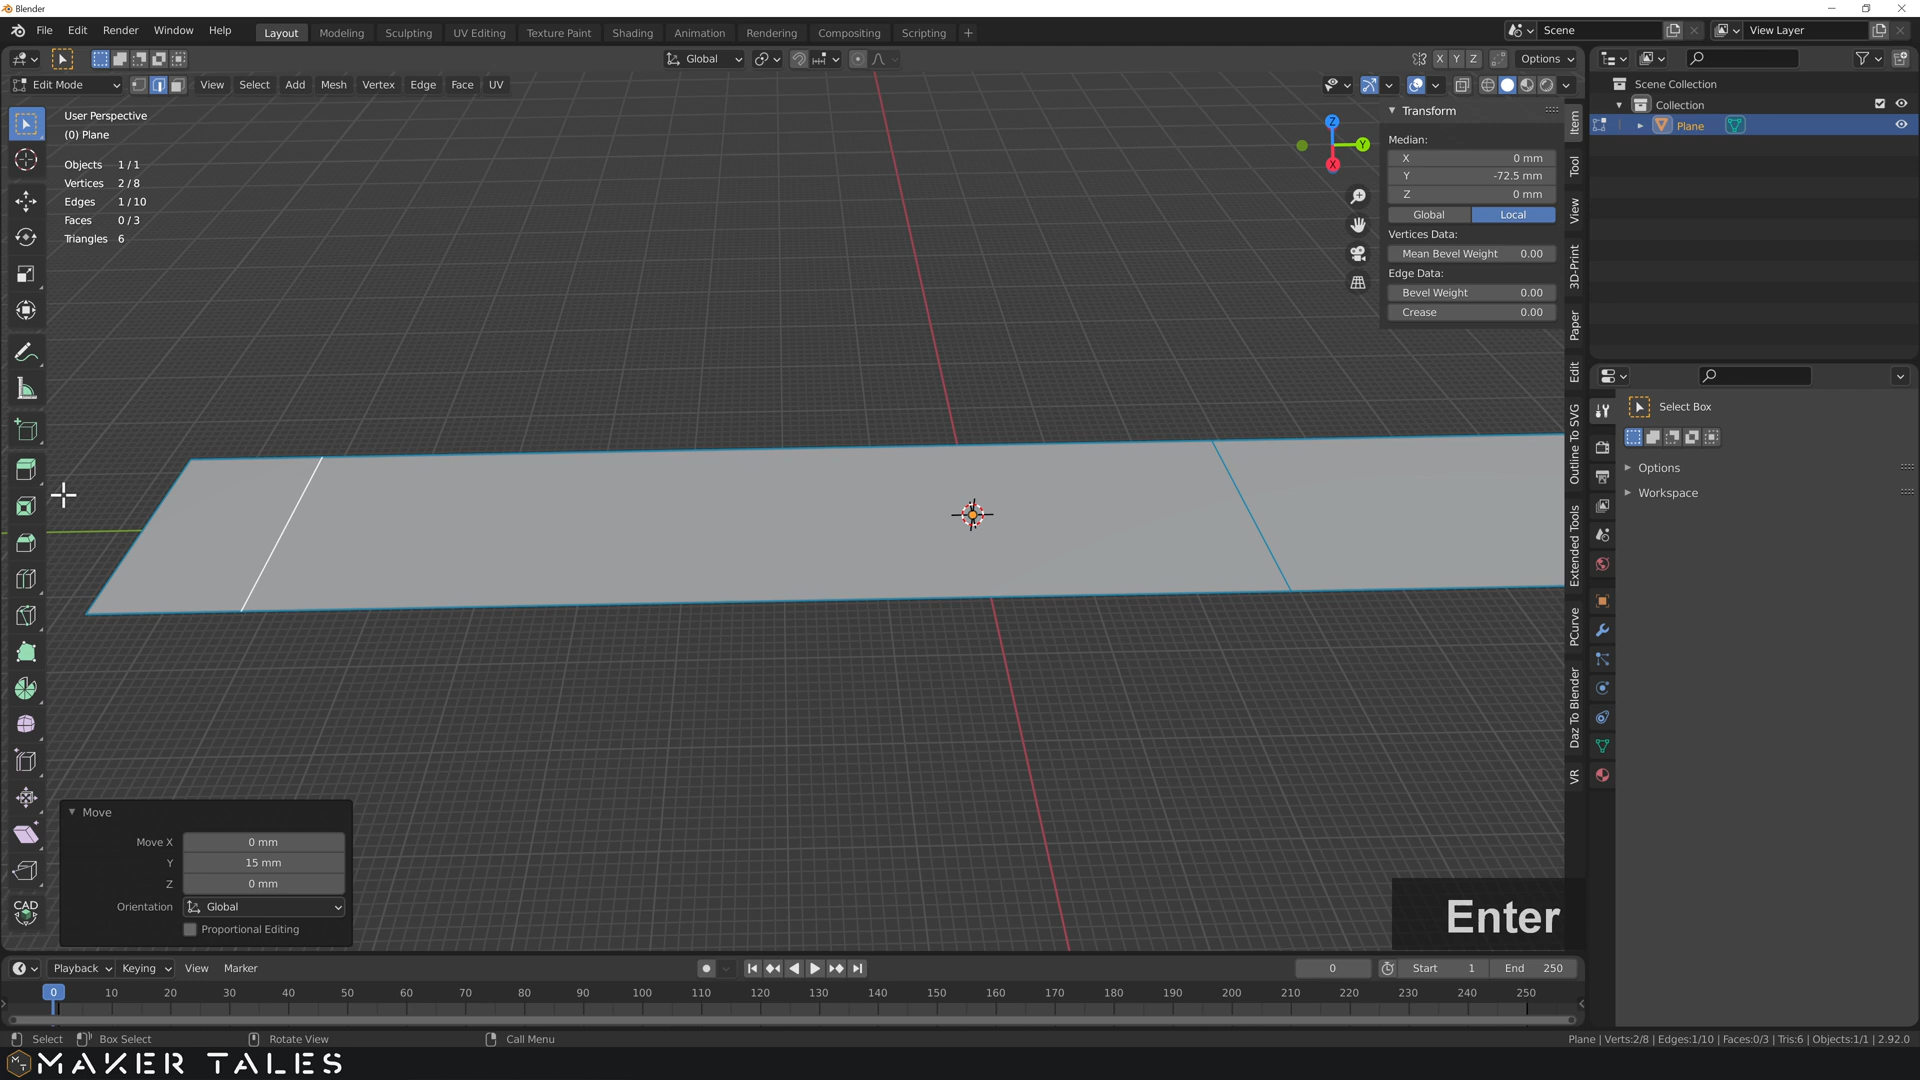 Blender
File Edit Render Window Help
Layout Modeling Sculpting UV Editing Texture Paint Shading Animation Rendering Compositing Scripting +
Scene
View Layer
Global
X Y Z
Options
Edit Mode
View Select Add Mesh Vertex Edge Face UV
User Perspective
(0) Plane
Objects 1 / 1
Vertices 2 / 8
Edges 1 / 10
Faces 0 / 3
Triangles 6
Z
Y
X
Transform
Median:
X 0 mm
Y -72.5 mm
Z 0 mm
Global Local
Vertices Data:
Mean Bevel Weight 0.00
Edge Data:
Bevel Weight 0.00
Crease 0.00
Item
Tool
View
3D-Print
Paper
Edit
Outline To SVG
Extended Tools
PCurve
Daz To Blender
VR
Scene Collection
Collection
Plane
Select Box
Options
Workspace
CAD
Move
Move X 0 mm
Y 15 mm
Z 0 mm
Orientation Global
Proportional Editing
Enter
Playback Keying View Marker
0
Start 1
End 250
0 10 20 30 40 50 60 70 80 90 100 110 120 130 140 150 160 170 180 190 200 210 220 230 240 250
Select Box Select Rotate View Call Menu
Plane | Verts:2/8 | Edges:1/10 | Faces:0/3 | Tris:6 | Objects:1/1 | 2.92.0
MAKER TALES